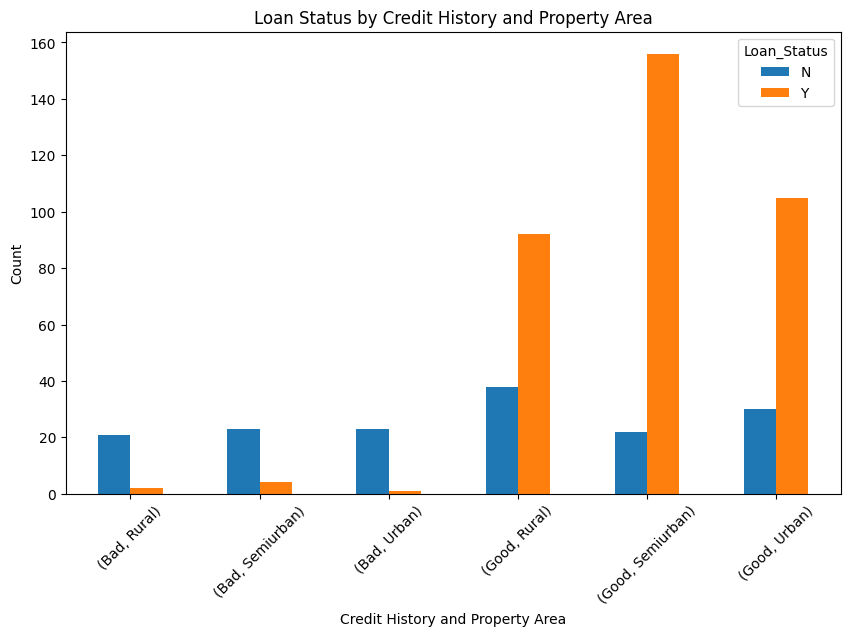 Loan Status by Credit History and Property Area
Loan_Status
N
Y
160
140
120
100
80
60
40
20
0
Count
(Bad, Rural)
(Bad, Semiurban)
(Bad, Urban)
(Good, Rural)
(Good, Semiurban)
(Good, Urban)
Credit History and Property Area